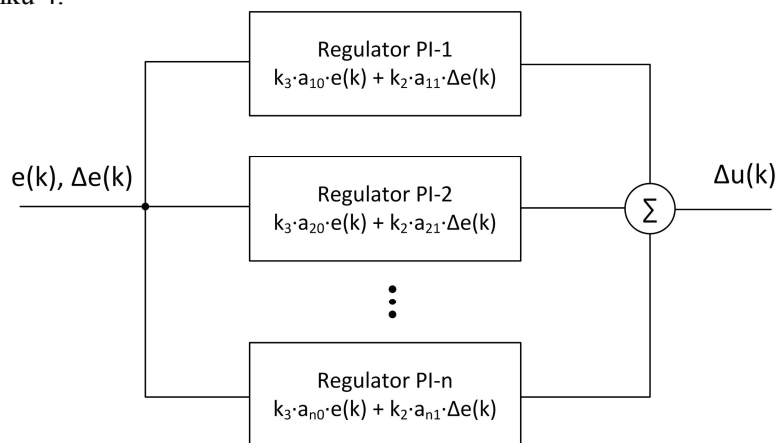 4.
Regulator PI-1
k₃·a₁₀·e(k) + k₂·a₁₁·Δe(k)
e(k), Δe(k)
Regulator PI-2
k₃·a₂₀·e(k) + k₂·a₂₁·Δe(k)
Σ
Δu(k)
Regulator PI-n
k₃·aₙ₀·e(k) + k₂·aₙ₁·Δe(k)